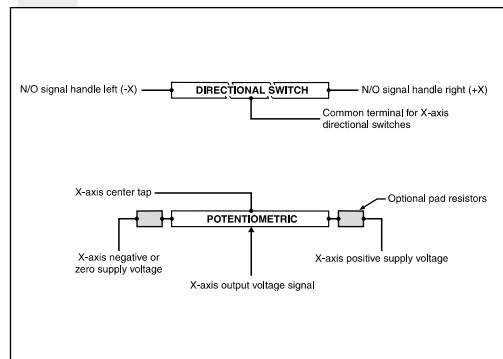 DIRECTIONAL SWITCH
N/O signal handle left (-X)
N/O signal handle right (+X)
Common terminal for X-axis
directional switches
X-axis center tap
Optional pad resistors
POTENTIOMETRIC
X-axis negative or
zero supply voltage
X-axis positive supply voltage
X-axis output voltage signal